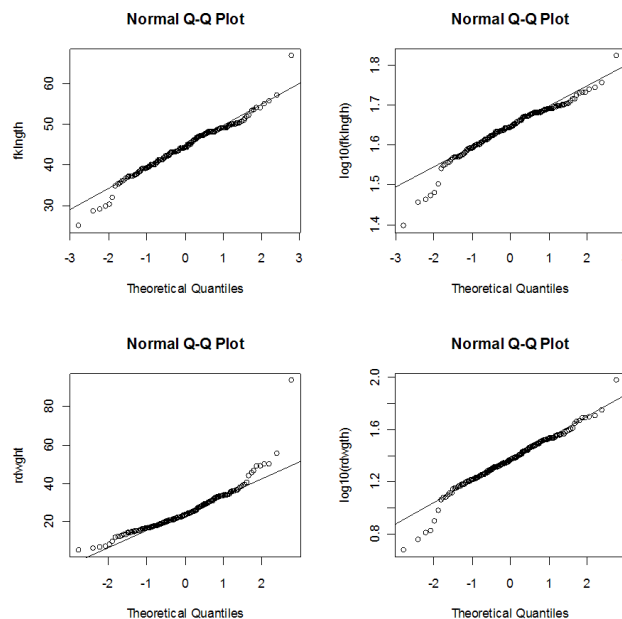 Normal Q-Q Plot
fklngth
60
50
40
30
-3 -2 -1 0 1 2 3
Theoretical Quantiles
Normal Q-Q Plot
log10(fklngth)
1.8
1.7
1.6
1.5
1.4
-3 -2 -1 0 1 2
Theoretical Quantiles
Normal Q-Q Plot
rdwght
80
60
40
20
-2 -1 0 1 2
Theoretical Quantiles
Normal Q-Q Plot
log10(rdwgth)
2.0
1.6
1.2
0.8
-2 -1 0 1 2
Theoretical Quantiles